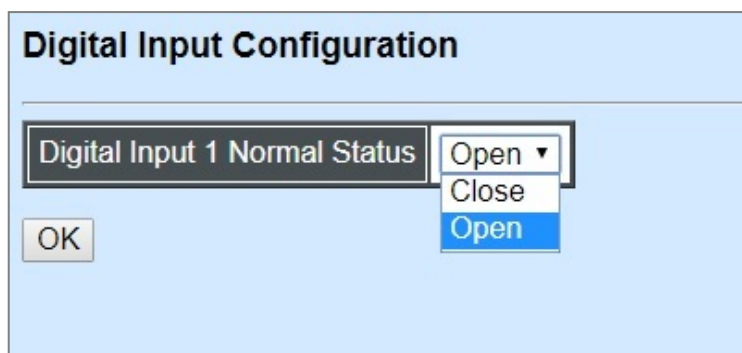 Digital Input Configuration
Digital Input 1 Normal Status Open
Close
Open
OK